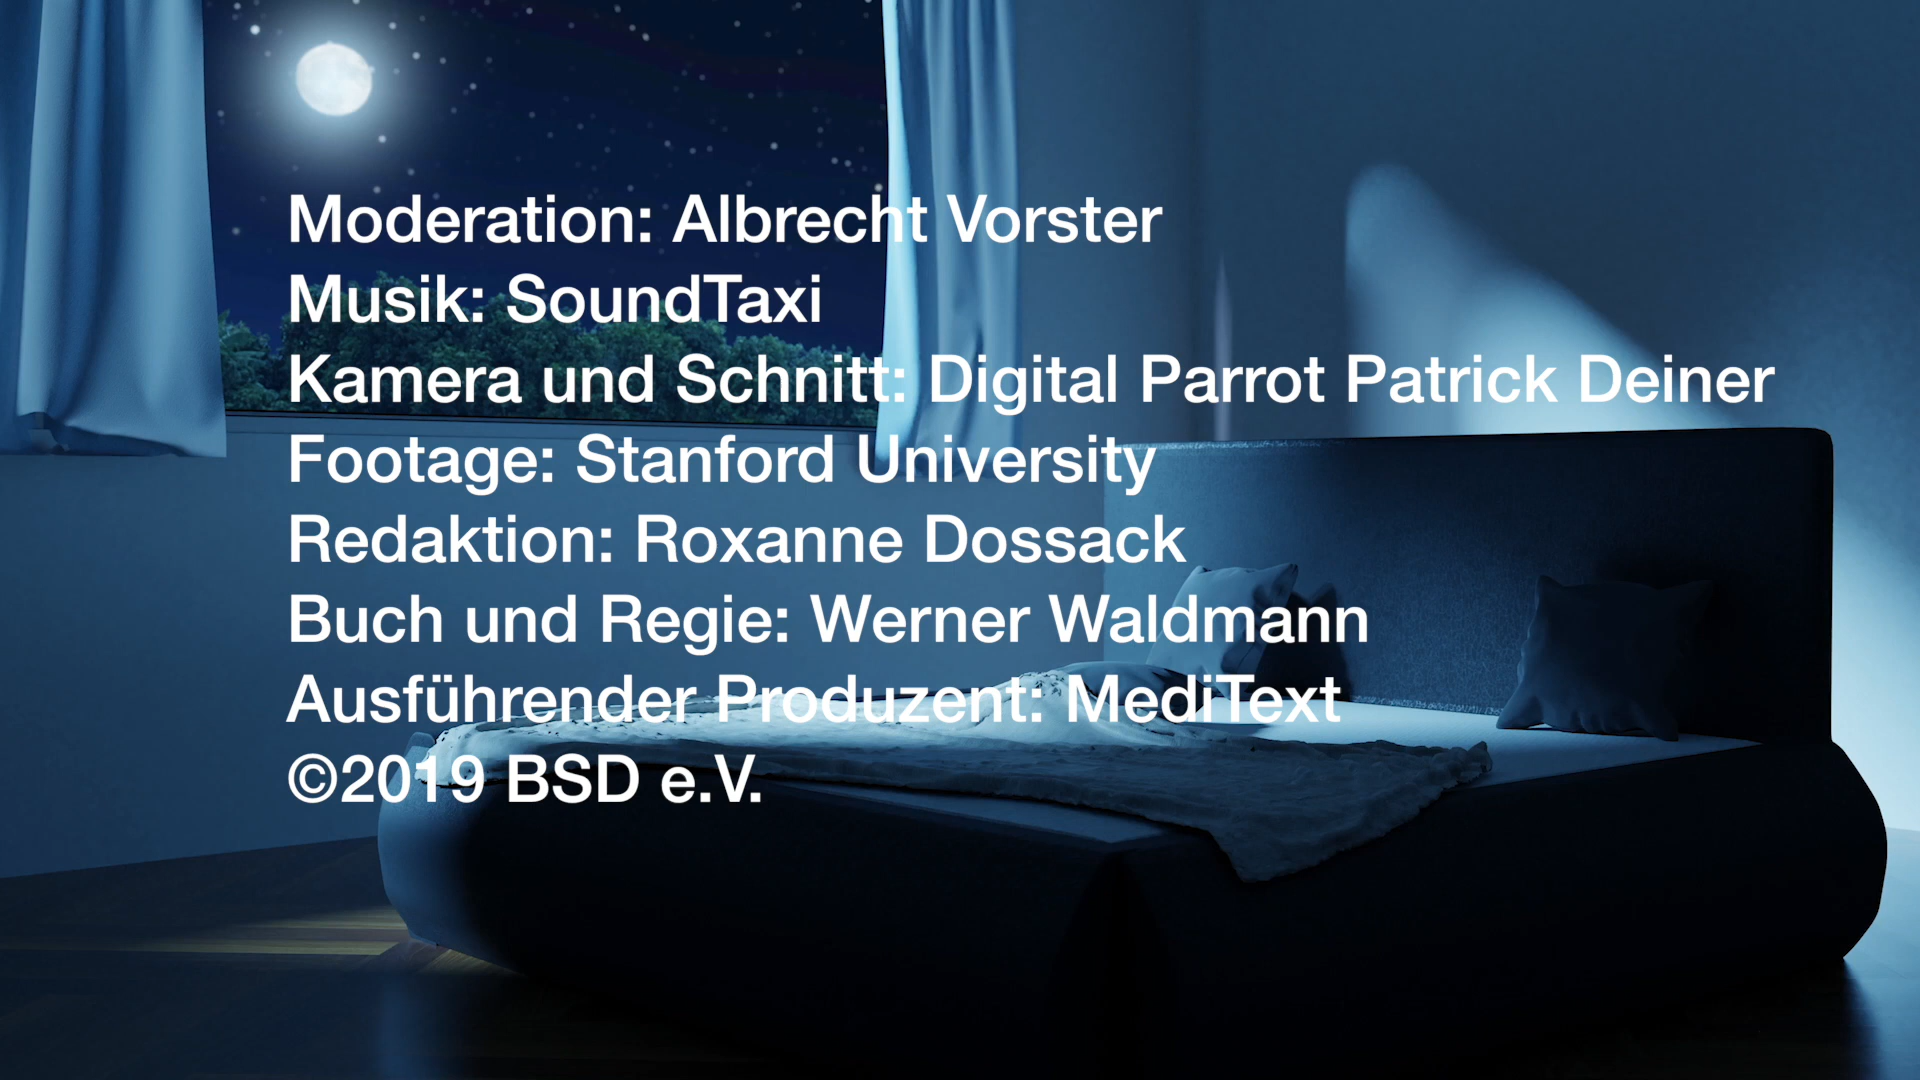 Moderation: Albrecht Vorster
Musik: SoundTaxi
Kamera und Schnitt: Digital Parrot Patrick Deiner
Footage: Stanford University
Redaktion: Roxanne Dossack
Buch und Regie: Werner Waldmann
Ausführender Produzent: MediText
©2019 BSD e.V.